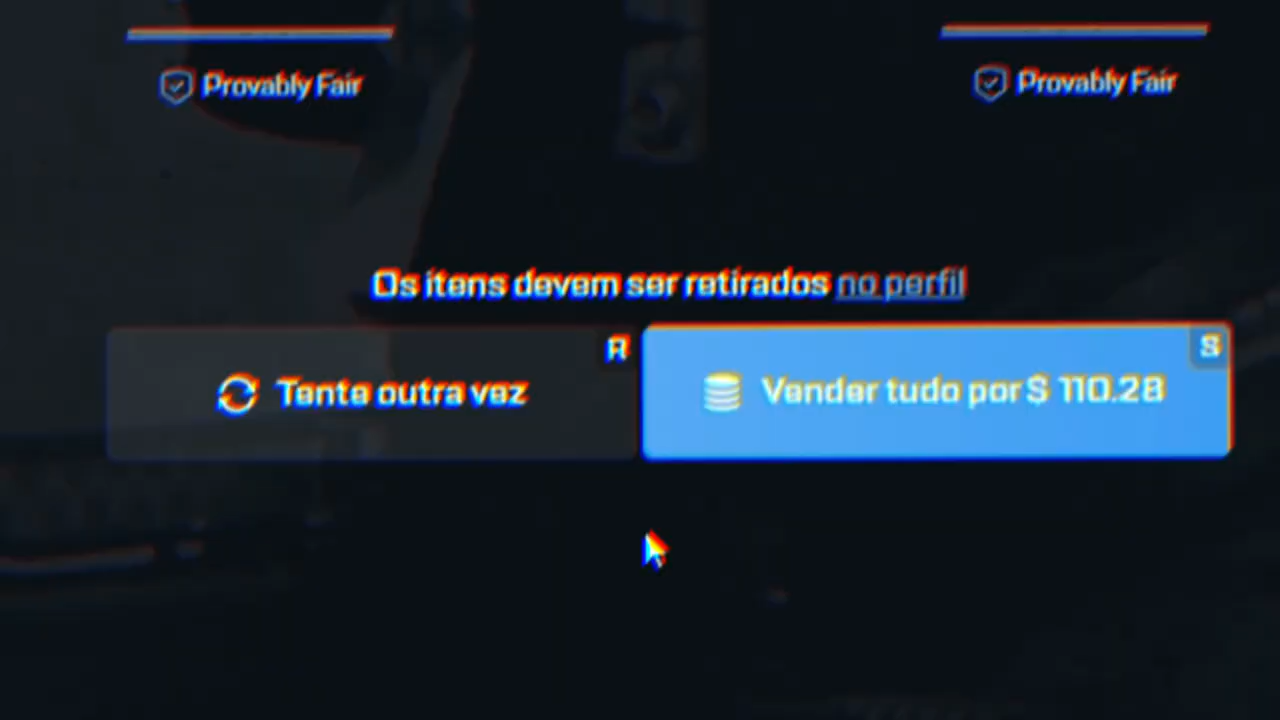 Provably Fair
Provably Fair
Os itens devem ser retirados no perfil
R
Tente outra vez
S
Vender tudo por $ 110.28